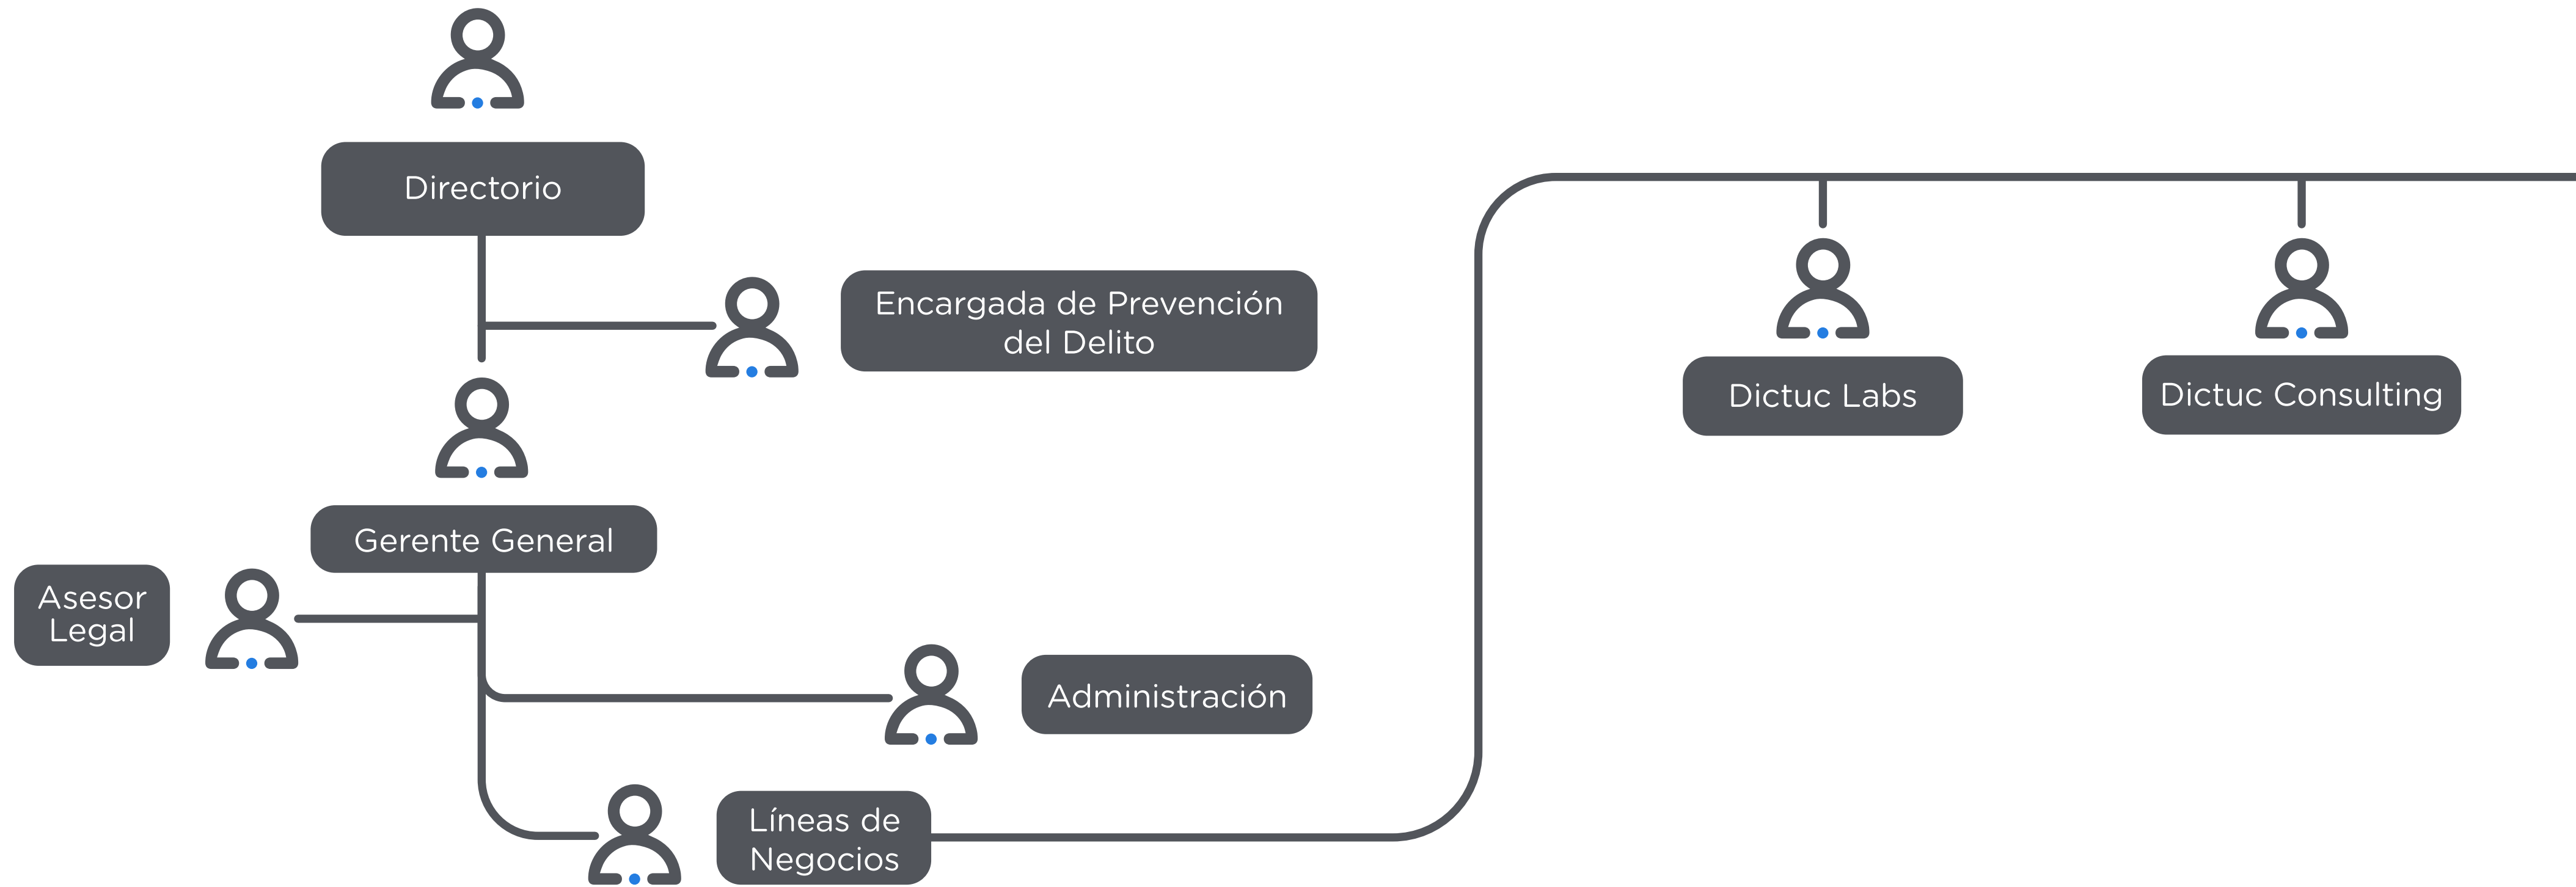 Directorio
Encargada de Prevención
del Delito
Gerente General
Asesor
Legal
Administración
Líneas de
Negocios
Dictuc Labs
Dictuc Consulting